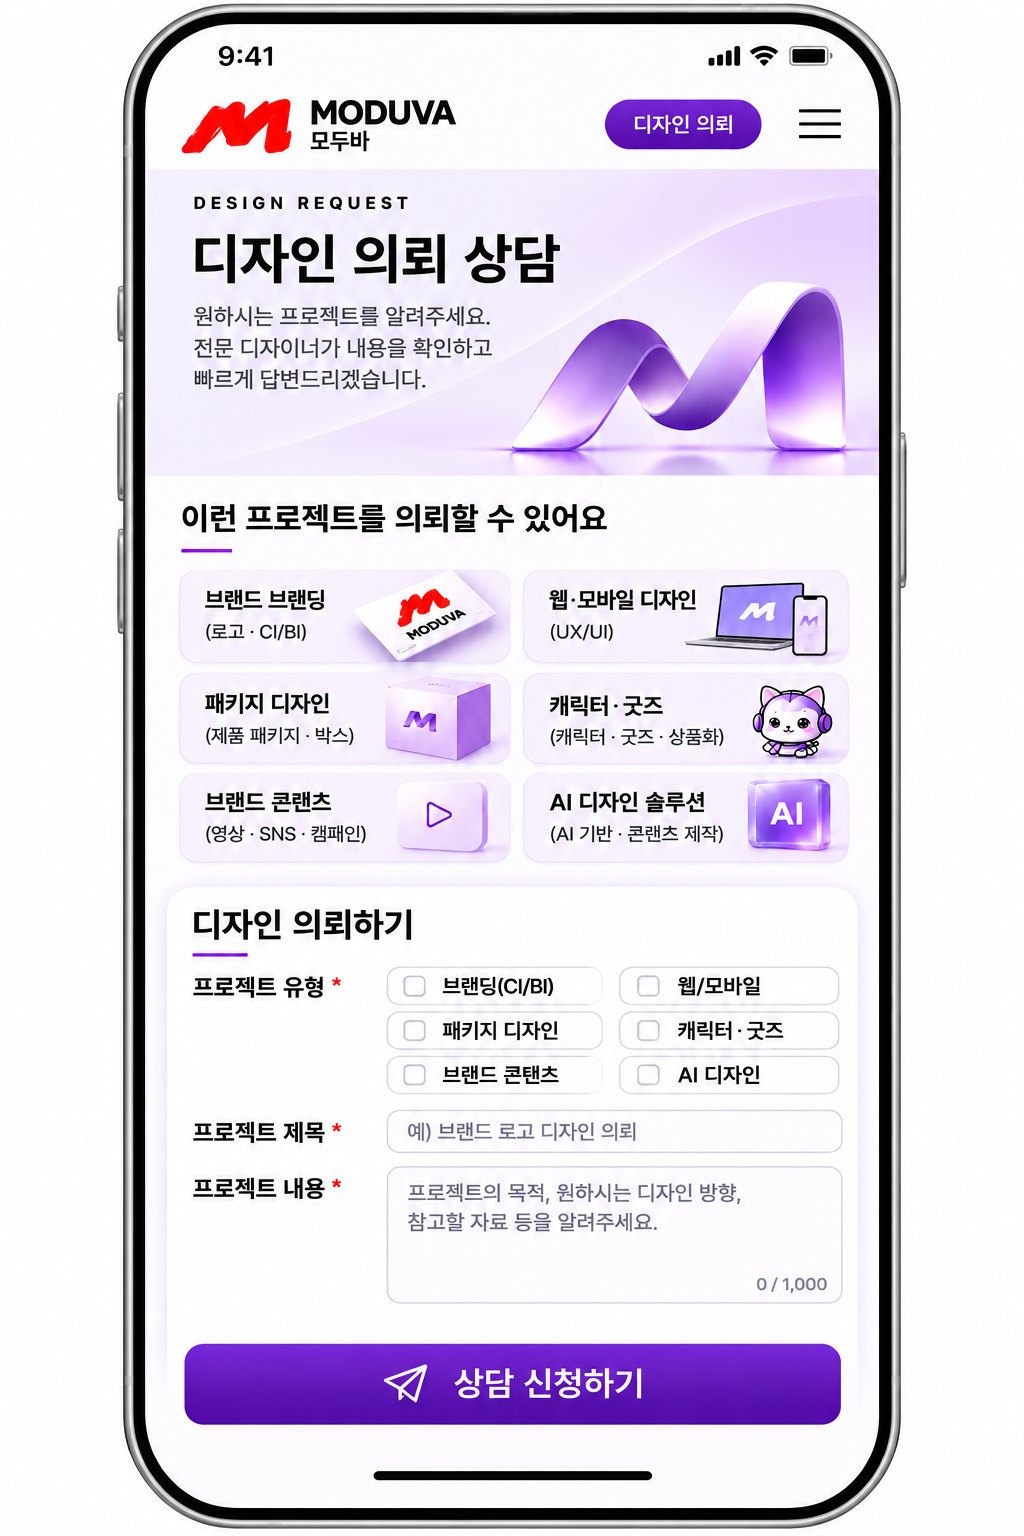 9:41
MODUVA
모두바
디자인 의뢰
DESIGN REQUEST
디자인 의뢰 상담
원하시는 프로젝트를 알려주세요.
전문 디자이너가 내용을 확인하고
빠르게 답변드리겠습니다.
이런 프로젝트를 의뢰할 수 있어요
브랜드 브랜딩
(로고 · CI/BI)
MODUVA
웹·모바일 디자인
(UX/UI)
패키지 디자인
(제품 패키지 · 박스)
캐릭터 · 굿즈
(캐릭터 · 굿즈 · 상품화)
브랜드 콘랜츠
(영상 · SNS · 캠패인)
AI 디자인 솔루션
(AI 기반 · 콘랜츠 제작)
AI
디자인 의뢰하기
프로젝트 유형 *
브랜딩(CI/BI)
웹/모바일
패키지 디자인
캐릭터 · 굿즈
브랜드 콘텐츠
AI 디자인
프로젝트 제목 *
예) 브랜드 로고 디자인 의뢰
프로젝트 내용 *
프로젝트의 목적, 원하시는 디자인 방향,
참고할 자료 등을 알려주세요.
0 / 1,000
상담 신청하기